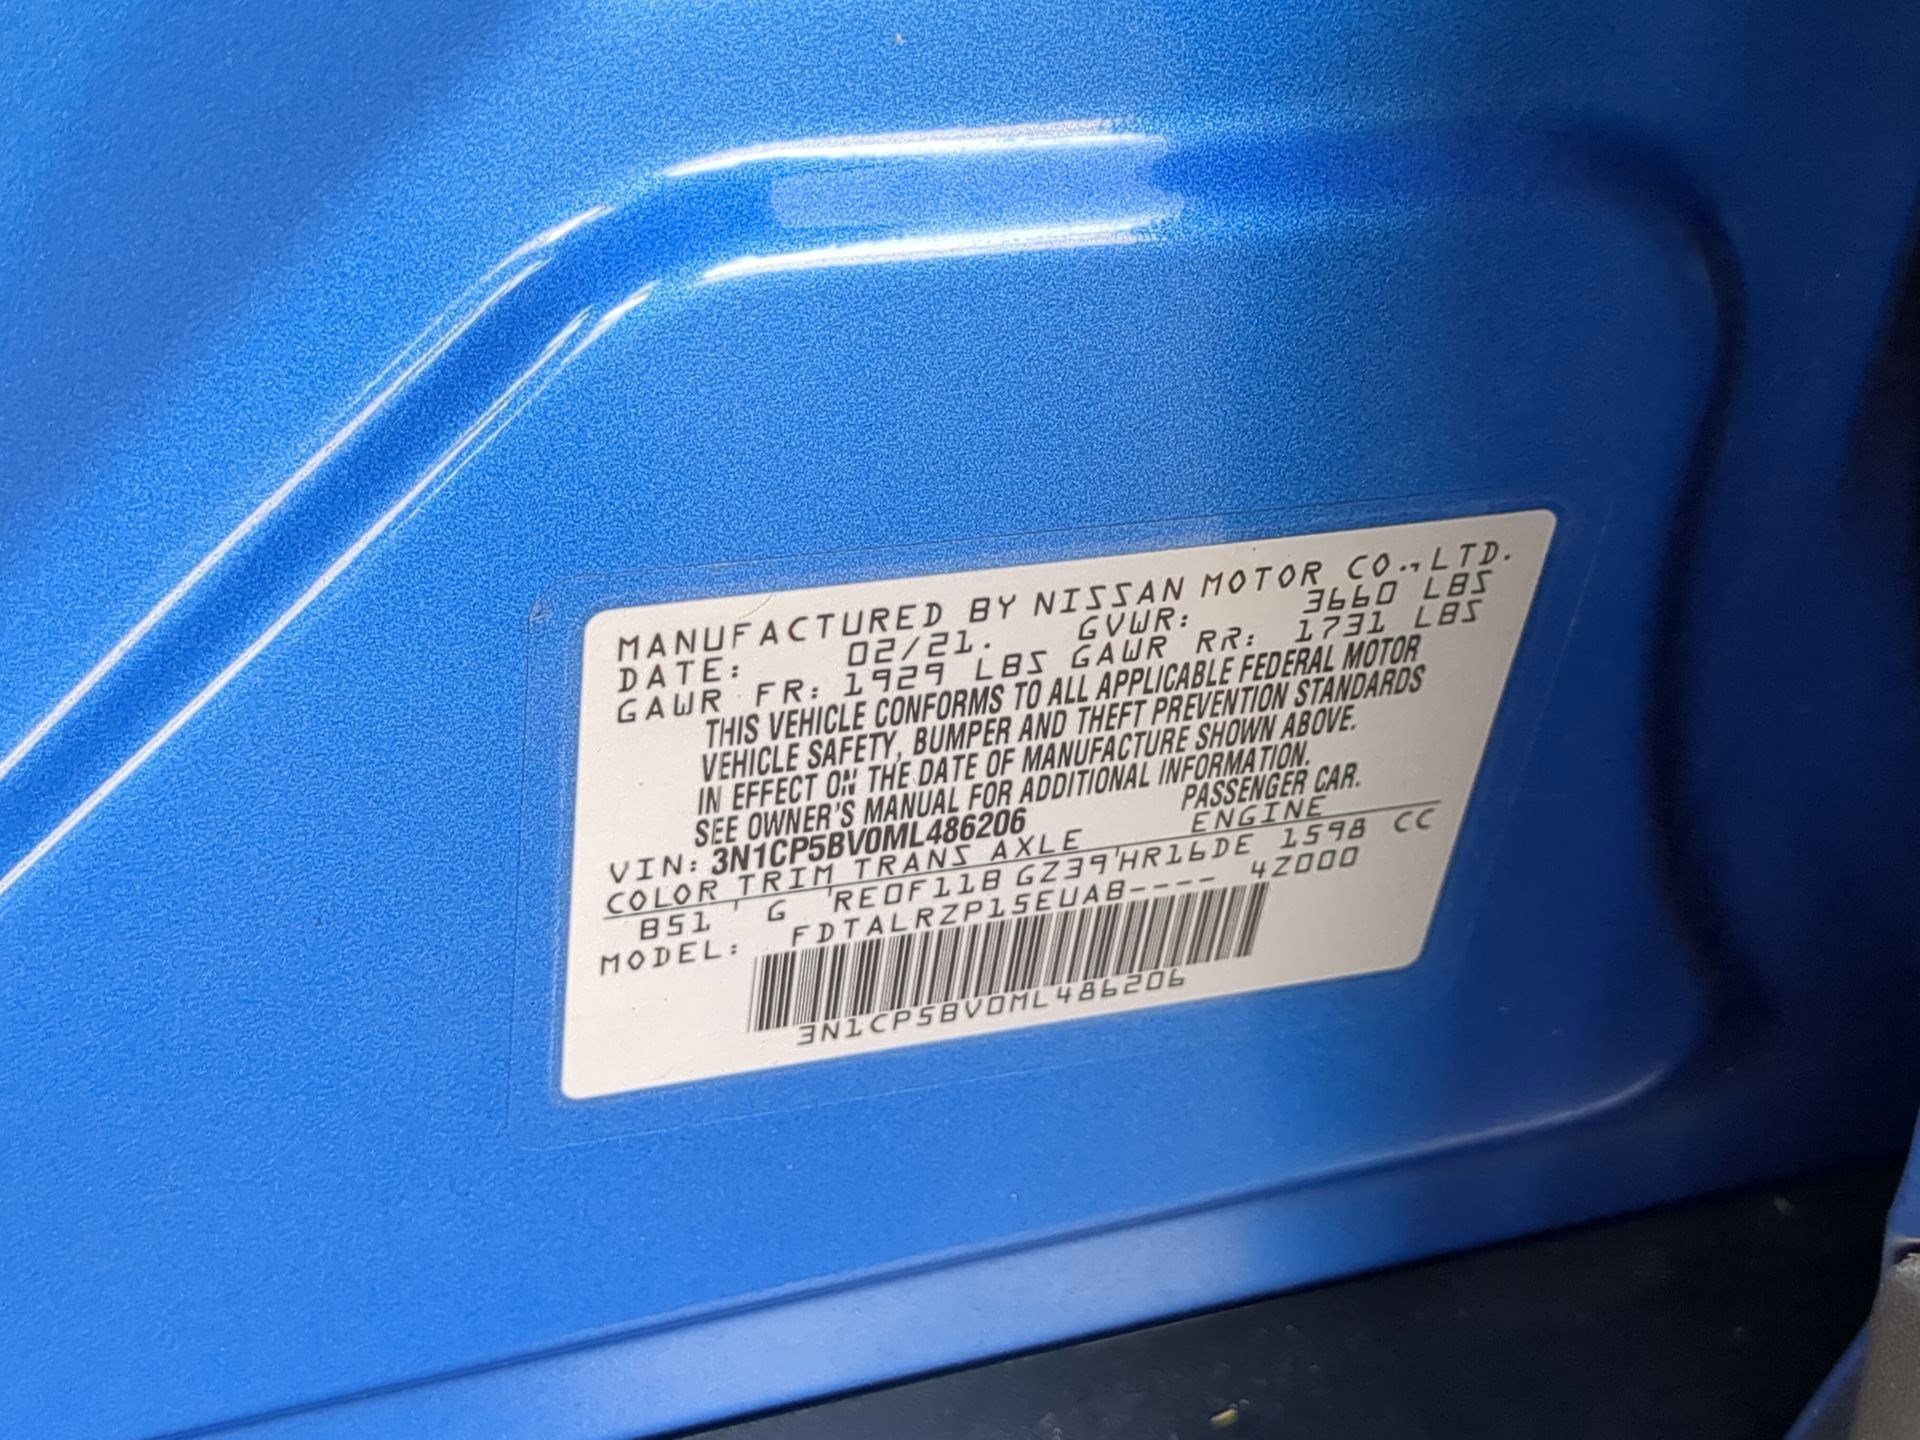 MANUFACTURED BY NISSAN MOTOR CO.,LTD.
DATE: 02/21. GVWR: 3660 LBS
GAWR FR: 1929 LBS GAWR RR: 1731 LBS
THIS VEHICLE CONFORMS TO ALL APPLICABLE FEDERAL MOTOR
VEHICLE SAFETY, BUMPER AND THEFT PREVENTION STANDARDS
IN EFFECT ON THE DATE OF MANUFACTURE SHOWN ABOVE.
SEE OWNER'S MANUAL FOR ADDITIONAL INFORMATION.
VIN: 3N1CP5BV0ML486206 PASSENGER CAR.
COLOR TRIM TRANS AXLE ENGINE
B51 G RE0F11B GZ39 HR16DE 1598 CC
MODEL: FDTALRZP15EUAB---- 4Z000
3N1CP5BV0ML486206